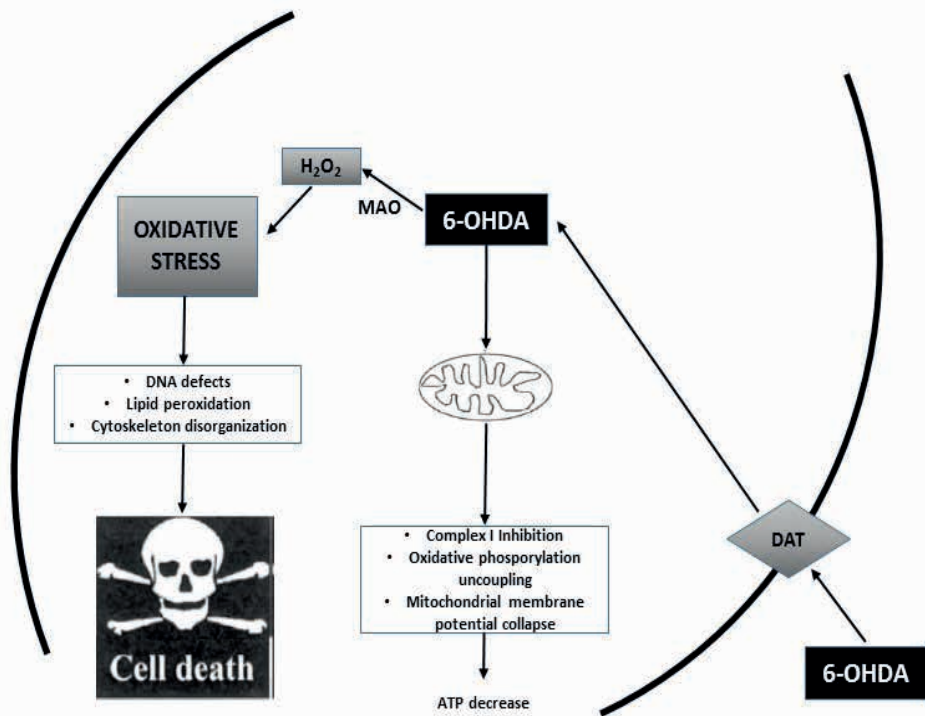 H₂O₂
MAO
6-OHDA
OXIDATIVE
STRESS
• DNA defects
• Lipid peroxidation
• Cytoskeleton disorganization
Cell death
• Complex I Inhibition
• Oxidative phosporylation
uncoupling
• Mitochondrial membrane
potential collapse
ATP decrease
DAT
6-OHDA